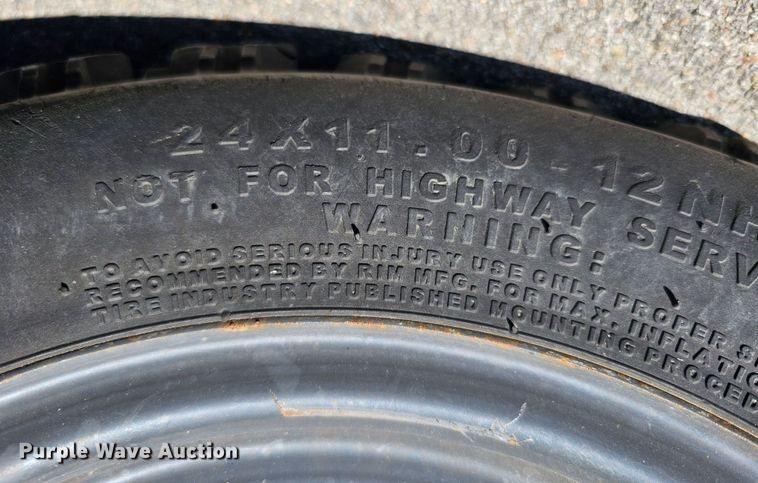 24X11.00-12NH
NOT FOR HIGHWAY SERV
WARNING:
TO AVOID SERIOUS INJURY USE ONLY PROPER S
RECOMMENDED BY RIM MFG. FOR MAX. INFLATIO
TIRE INDUSTRY PUBLISHED MOUNTING PROCED
Purple Wave Auction